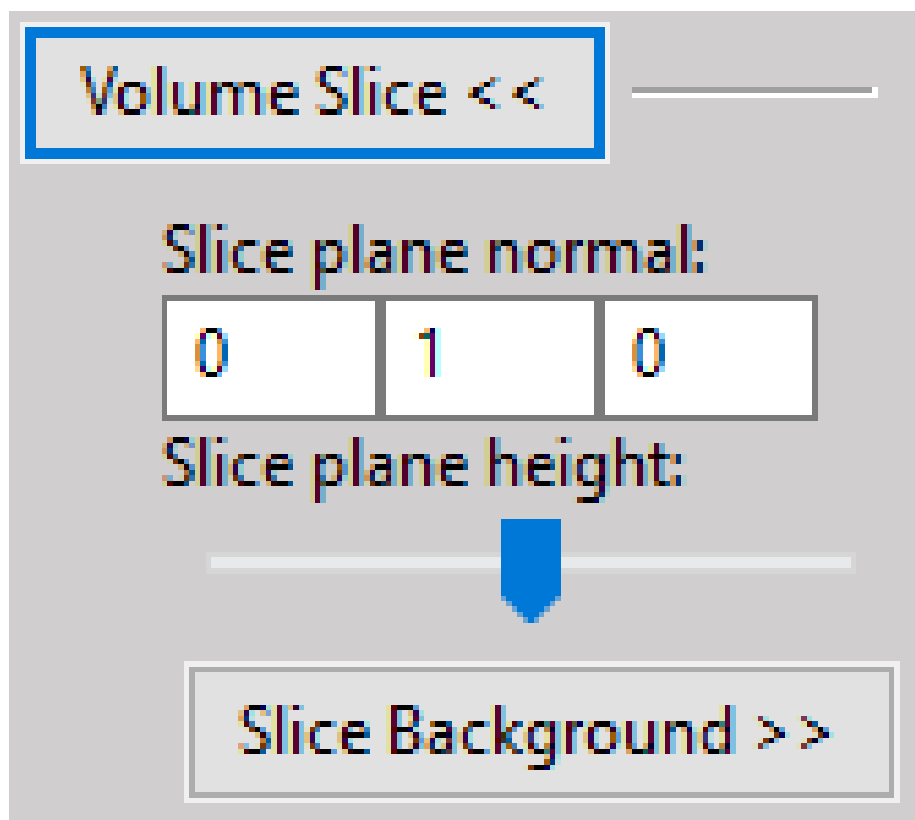 Volume Slice <<
Slice plane normal:
0 1 0
Slice plane height:
Slice Background >>